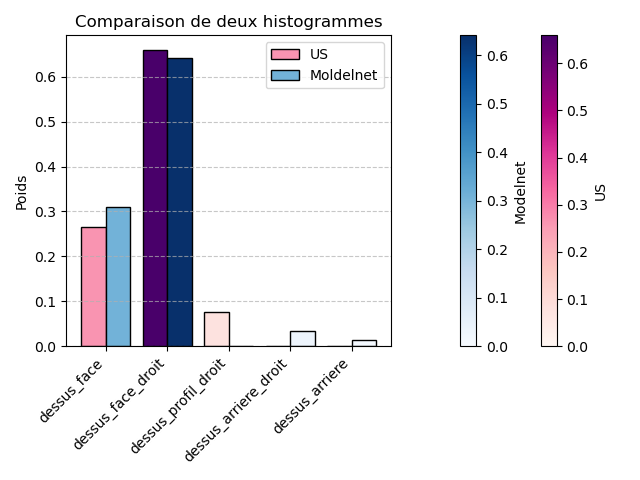 Comparaison de deux histogrammes
US
Moldelnet
Poids
0.6
0.5
0.4
0.3
0.2
0.1
0.0
dessus_face
dessus_face_droit
dessus_profil_droit
dessus_arriere_droit
dessus_arriere
0.6
0.5
0.4
0.3
0.2
0.1
0.0
Modelnet
0.6
0.5
0.4
0.3
0.2
0.1
0.0
US